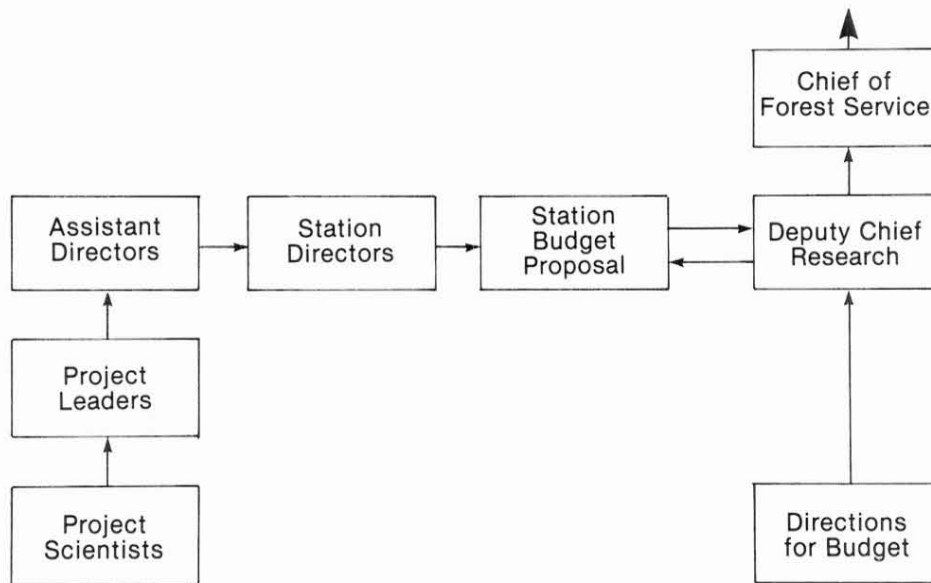 Chief of
Forest Service
Assistant
Directors
Station
Directors
Station
Budget
Proposal
Deputy Chief
Research
Project
Leaders
Project
Scientists
Directions
for Budget